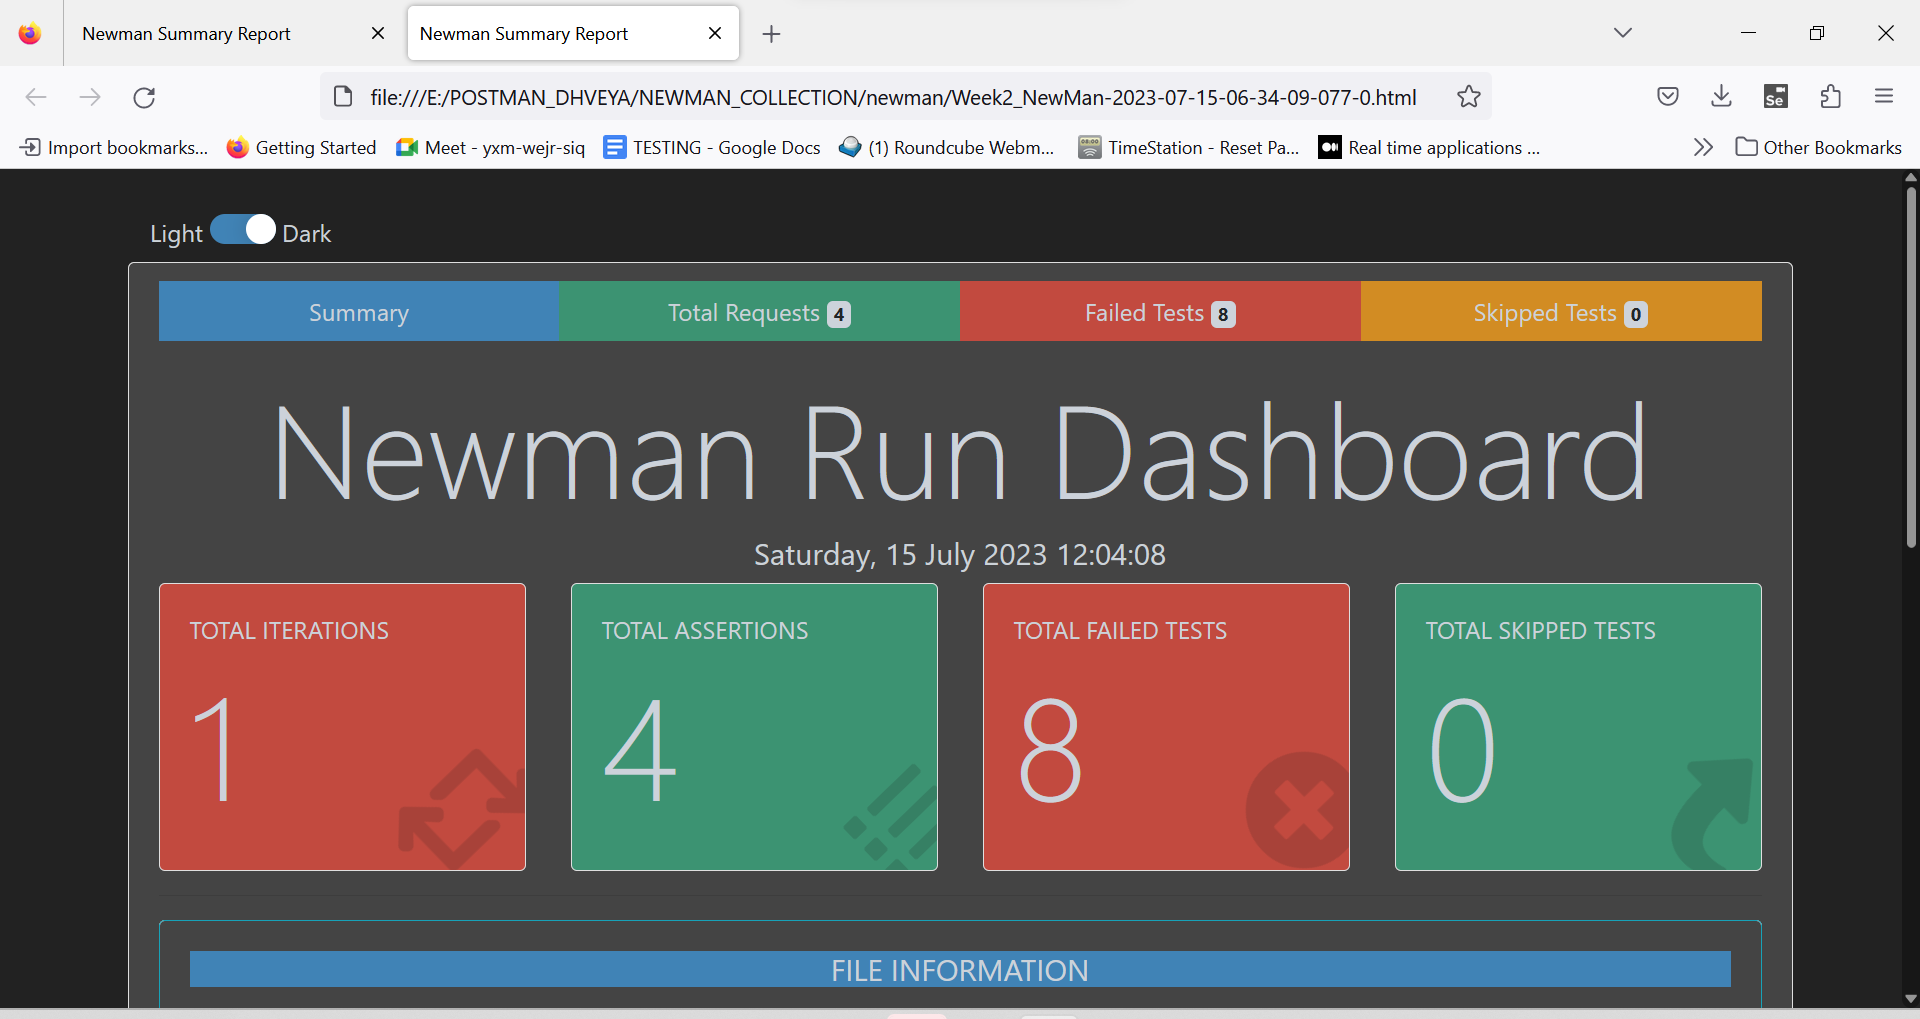 Newman Summary Report
Newman Summary Report
file:///E:/POSTMAN_DHVEYA/NEWMAN_COLLECTION/newman/Week2_NewMan-2023-07-15-06-34-09-077-0.html
Se
Import bookmarks... Getting Started Meet - yxm-wejr-siq TESTING - Google Docs (1) Roundcube Webm... TimeStation - Reset Pa... Real time applications ... Other Bookmarks
Light Dark
Summary Total Requests 4 Failed Tests 8 Skipped Tests 0
Newman Run Dashboard
Saturday, 15 July 2023 12:04:08
TOTAL ITERATIONS
1
TOTAL ASSERTIONS
4
TOTAL FAILED TESTS
8
TOTAL SKIPPED TESTS
0
FILE INFORMATION